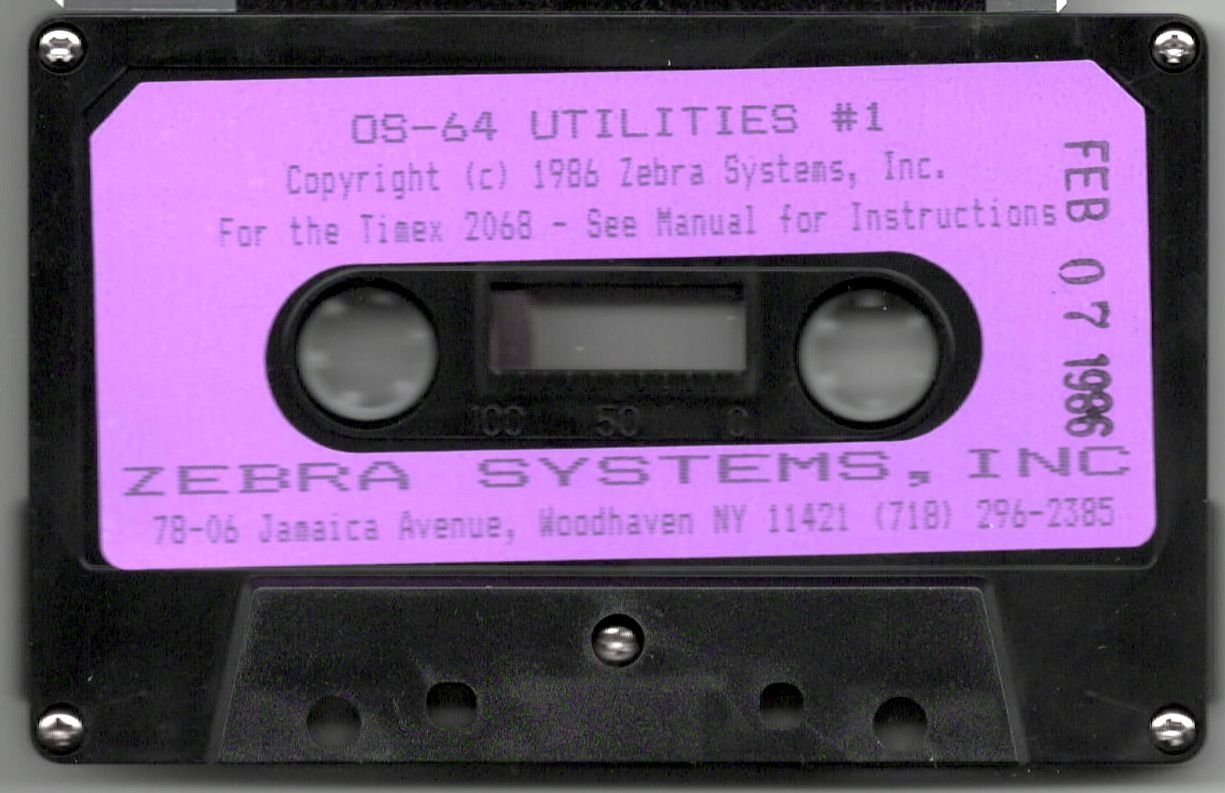 OS-64 UTILITIES #1
Copyright (c) 1986 Zebra Systems, Inc.
For the Timex 2068 - See Manual for Instructions
FEB 07 1986
100 50 0
ZEBRA SYSTEMS, INC
78-06 Jamaica Avenue, Woodhaven NY 11421 (718) 296-2385